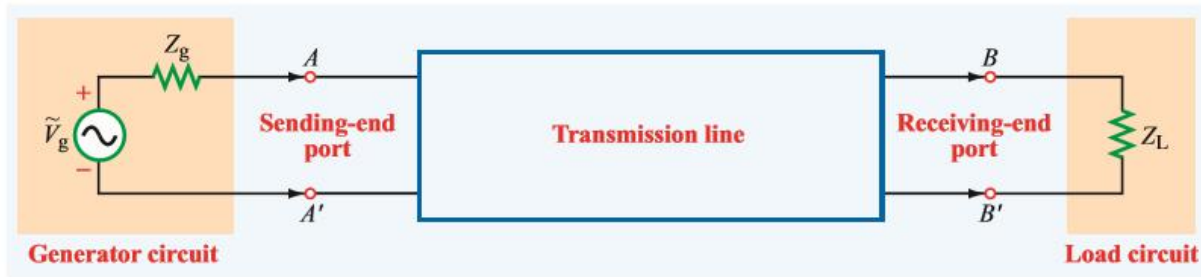 Z_g
A
B
+
Ṽ_g
Sending-end
port
Transmission line
Receiving-end
port
Z_L
−
A'
B'
Generator circuit
Load circuit